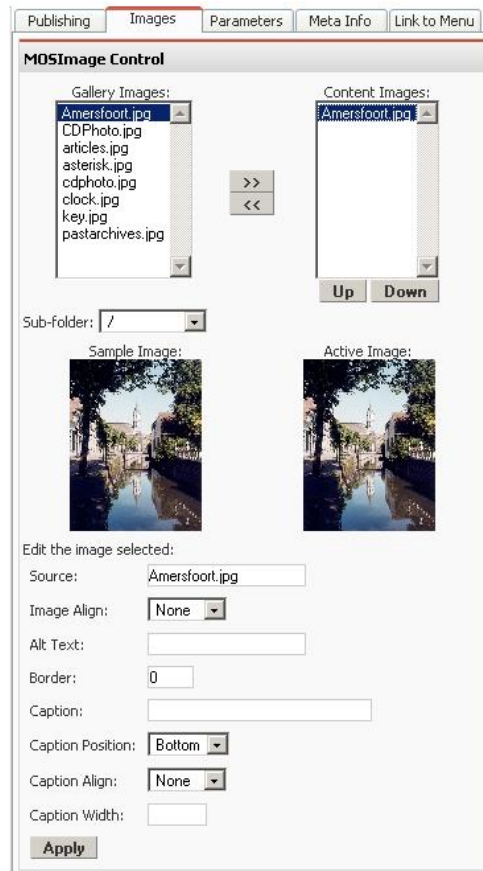 Publishing Images Parameters Meta Info Link to Menu
MOSImage Control
Gallery Images: Content Images:
Amersfoort.jpg Amersfoort.jpg
CDPhoto.jpg
articles.jpg
asterisk.jpg
cdphoto.jpg
clock.jpg
key.jpg
pastarchives.jpg
>>
<<
Up Down
Sub-folder: /
Sample Image: Active Image:
Edit the image selected:
Source: Amersfoort.jpg
Image Align: None
Alt Text:
Border: 0
Caption:
Caption Position: Bottom
Caption Align: None
Caption Width:
Apply